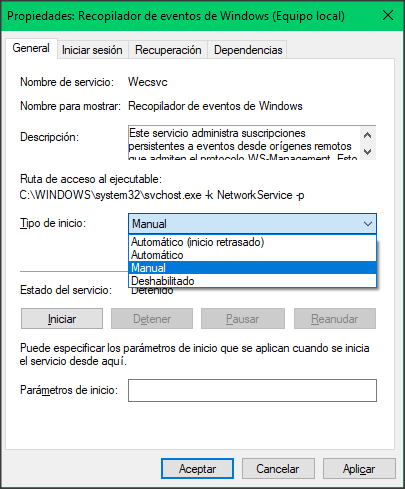 Propiedades: Recopilador de eventos de Windows (Equipo local)
General Iniciar sesión Recuperación Dependencias
Nombre de servicio: Wecsvc
Nombre para mostrar: Recopilador de eventos de Windows
Descripción: Este servicio administra suscripciones
persistentes a eventos desde orígenes remotos
que admiten el protocolo WS-Management. Esto
Ruta de acceso al ejecutable:
C:\WINDOWS\system32\svchost.exe -k NetworkService -p
Tipo de inicio: Manual
Automático (inicio retrasado)
Automático
Manual
Deshabilitado
Estado del servicio: Detenido
Iniciar Detener Pausar Reanudar
Puede especificar los parámetros de inicio que se aplican cuando se inicia
el servicio desde aquí.
Parámetros de inicio:
Aceptar Cancelar Aplicar